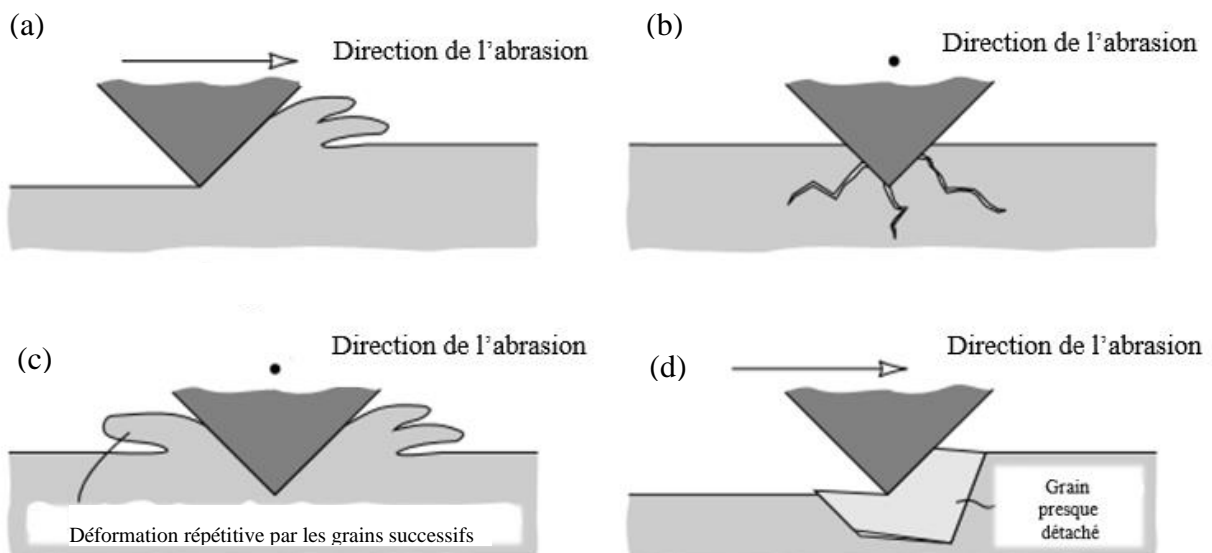 (a)
Direction de l'abrasion
(b)
Direction de l'abrasion
(c)
Direction de l'abrasion
Déformation répétitive par les grains successifs
(d)
Direction de l'abrasion
Grain
presque
détaché